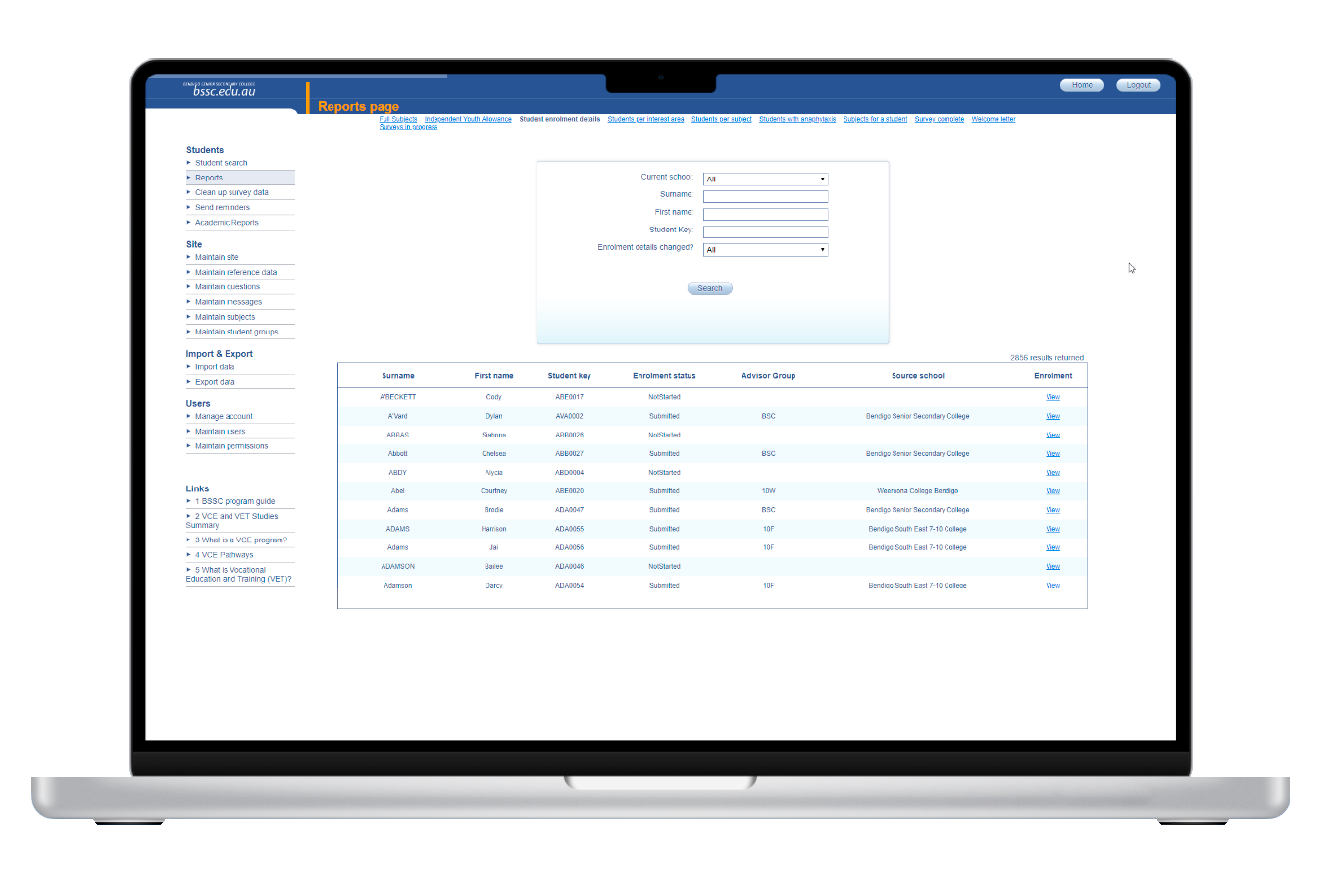 BENDIGO SENIOR SECONDARY COLLEGE
bssc.edu.au
Home
Logout
Reports page
Full Subjects Independent Youth Allowance Student enrolment details Students per interest area Students per subject Students with anaphylaxis Subjects for a student Survey complete Welcome letter
Surveys in progress
Students
Student search
Reports
Clean up survey data
Send reminders
Academic Reports
Site
Maintain site
Maintain reference data
Maintain questions
Maintain messages
Maintain subjects
Maintain student groups
Import & Export
Import data
Export data
Users
Manage account
Maintain users
Maintain permissions
Links
1 BSSC program guide
2 VCE and VET Studies
Summary
3 What is a VCE program?
4 VCE Pathways
5 What is Vocational
Education and Training (VET)?
Current school: All
Surname:
First name:
Student Key:
Enrolment details changed? All
Search
2856 results returned
Surname First name Student key Enrolment status Advisor Group Source school Enrolment
A'BECKETT Cody ABE0017 NotStarted View
A'Vard Dylan AVA0002 Submitted BSC Bendigo Senior Secondary College View
ABBAS ABB0026 NotStarted View
Abbott Chelsea ABB0027 Submitted BSC Bendigo Senior Secondary College View
ABDY Alycia ABD0004 NotStarted View
Abel Courtney ABE0020 Submitted 10W Weeroona College Bendigo View
Adams Brodie ADA0047 Submitted BSC Bendigo Senior Secondary College View
ADAMS Harrison ADA0055 Submitted 10F Bendigo South East 7-10 College View
Adams Jai ADA0056 Submitted 10F Bendigo South East 7-10 College View
ADAMSON Bailee ADA0046 NotStarted View
Adamson Darcy ADA0054 Submitted 10F Bendigo South East 7-10 College View